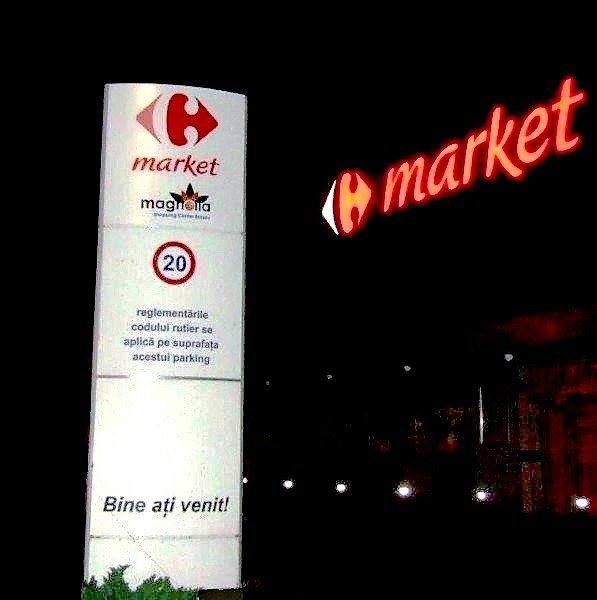 market
magnolia
Shopping Center Brasov
20
reglementările
codului rutier se
aplică pe suprafața
acestui parking
Bine ați venit!
market